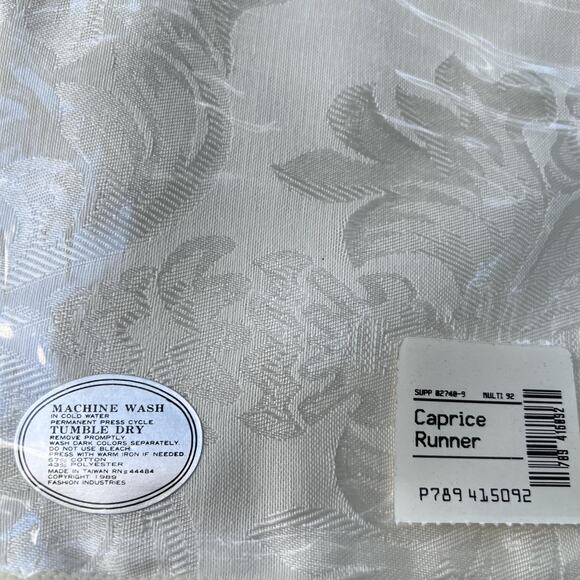 MACHINE WASH
IN COLD WATER
PERMANENT PRESS CYCLE
TUMBLE DRY
REMOVE PROMPTLY.
WASH DARK COLORS SEPARATELY.
DO NOT USE BLEACH.
PRESS WITH WARM IRON IF NEEDED
57% COTTON
43% POLYESTER
MADE IN TAIWAN RN#44484
COPYRIGHT 1989
FASHION INDUSTRIES
SUPP 02740-9 MULTI 92
Caprice
Runner
P789 415092
789 415092